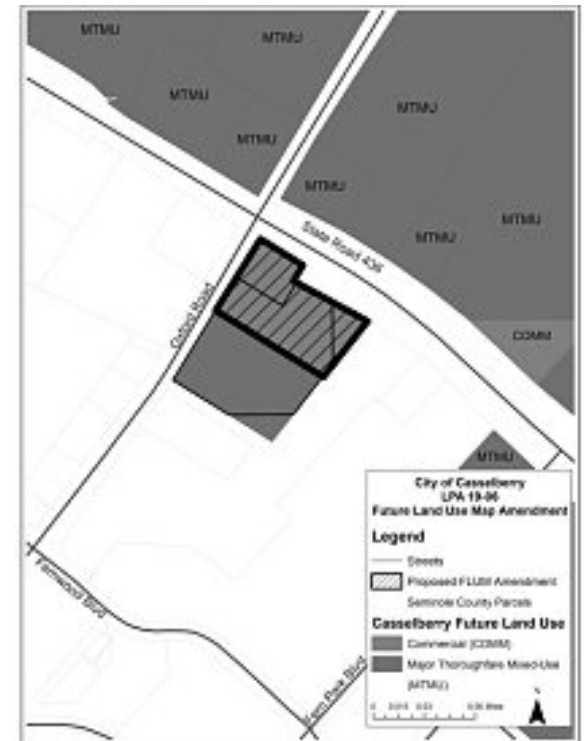 MTMU
MTMU
MTMU
MTMU
MTMU
MTMU
MTMU
MTMU
State Road 436
Oxford Road
COMM
MTMU
Fernwood Blvd
Fern Park Blvd
City of Casselberry
LPA 19-06
Future Land Use Map Amendment
Legend
Streets
Proposed FLUM Amendment
Seminole County Parcels
Casselberry Future Land Use
Commercial (COMM)
Major Thoroughfare Mixed-Use
(MTMU)
N